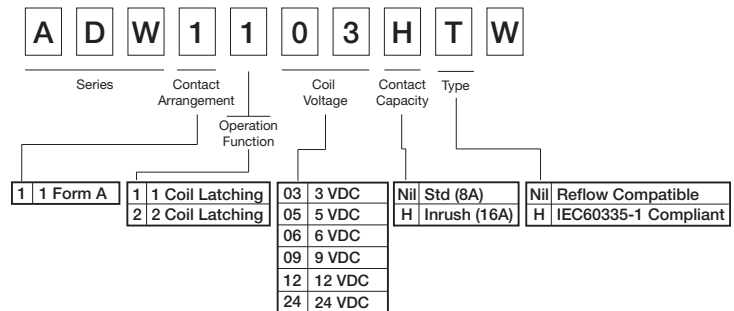 A D W 1 1 0 3 H T W
Series
Contact
Arrangement
Operation
Function
Coil
Voltage
Contact
Capacity
Type
1 1 Form A
1 1 Coil Latching
2 2 Coil Latching
03 3 VDC
05 5 VDC
06 6 VDC
09 9 VDC
12 12 VDC
24 24 VDC
Nil Std (8A)
H Inrush (16A)
Nil Reflow Compatible
H IEC60335-1 Compliant